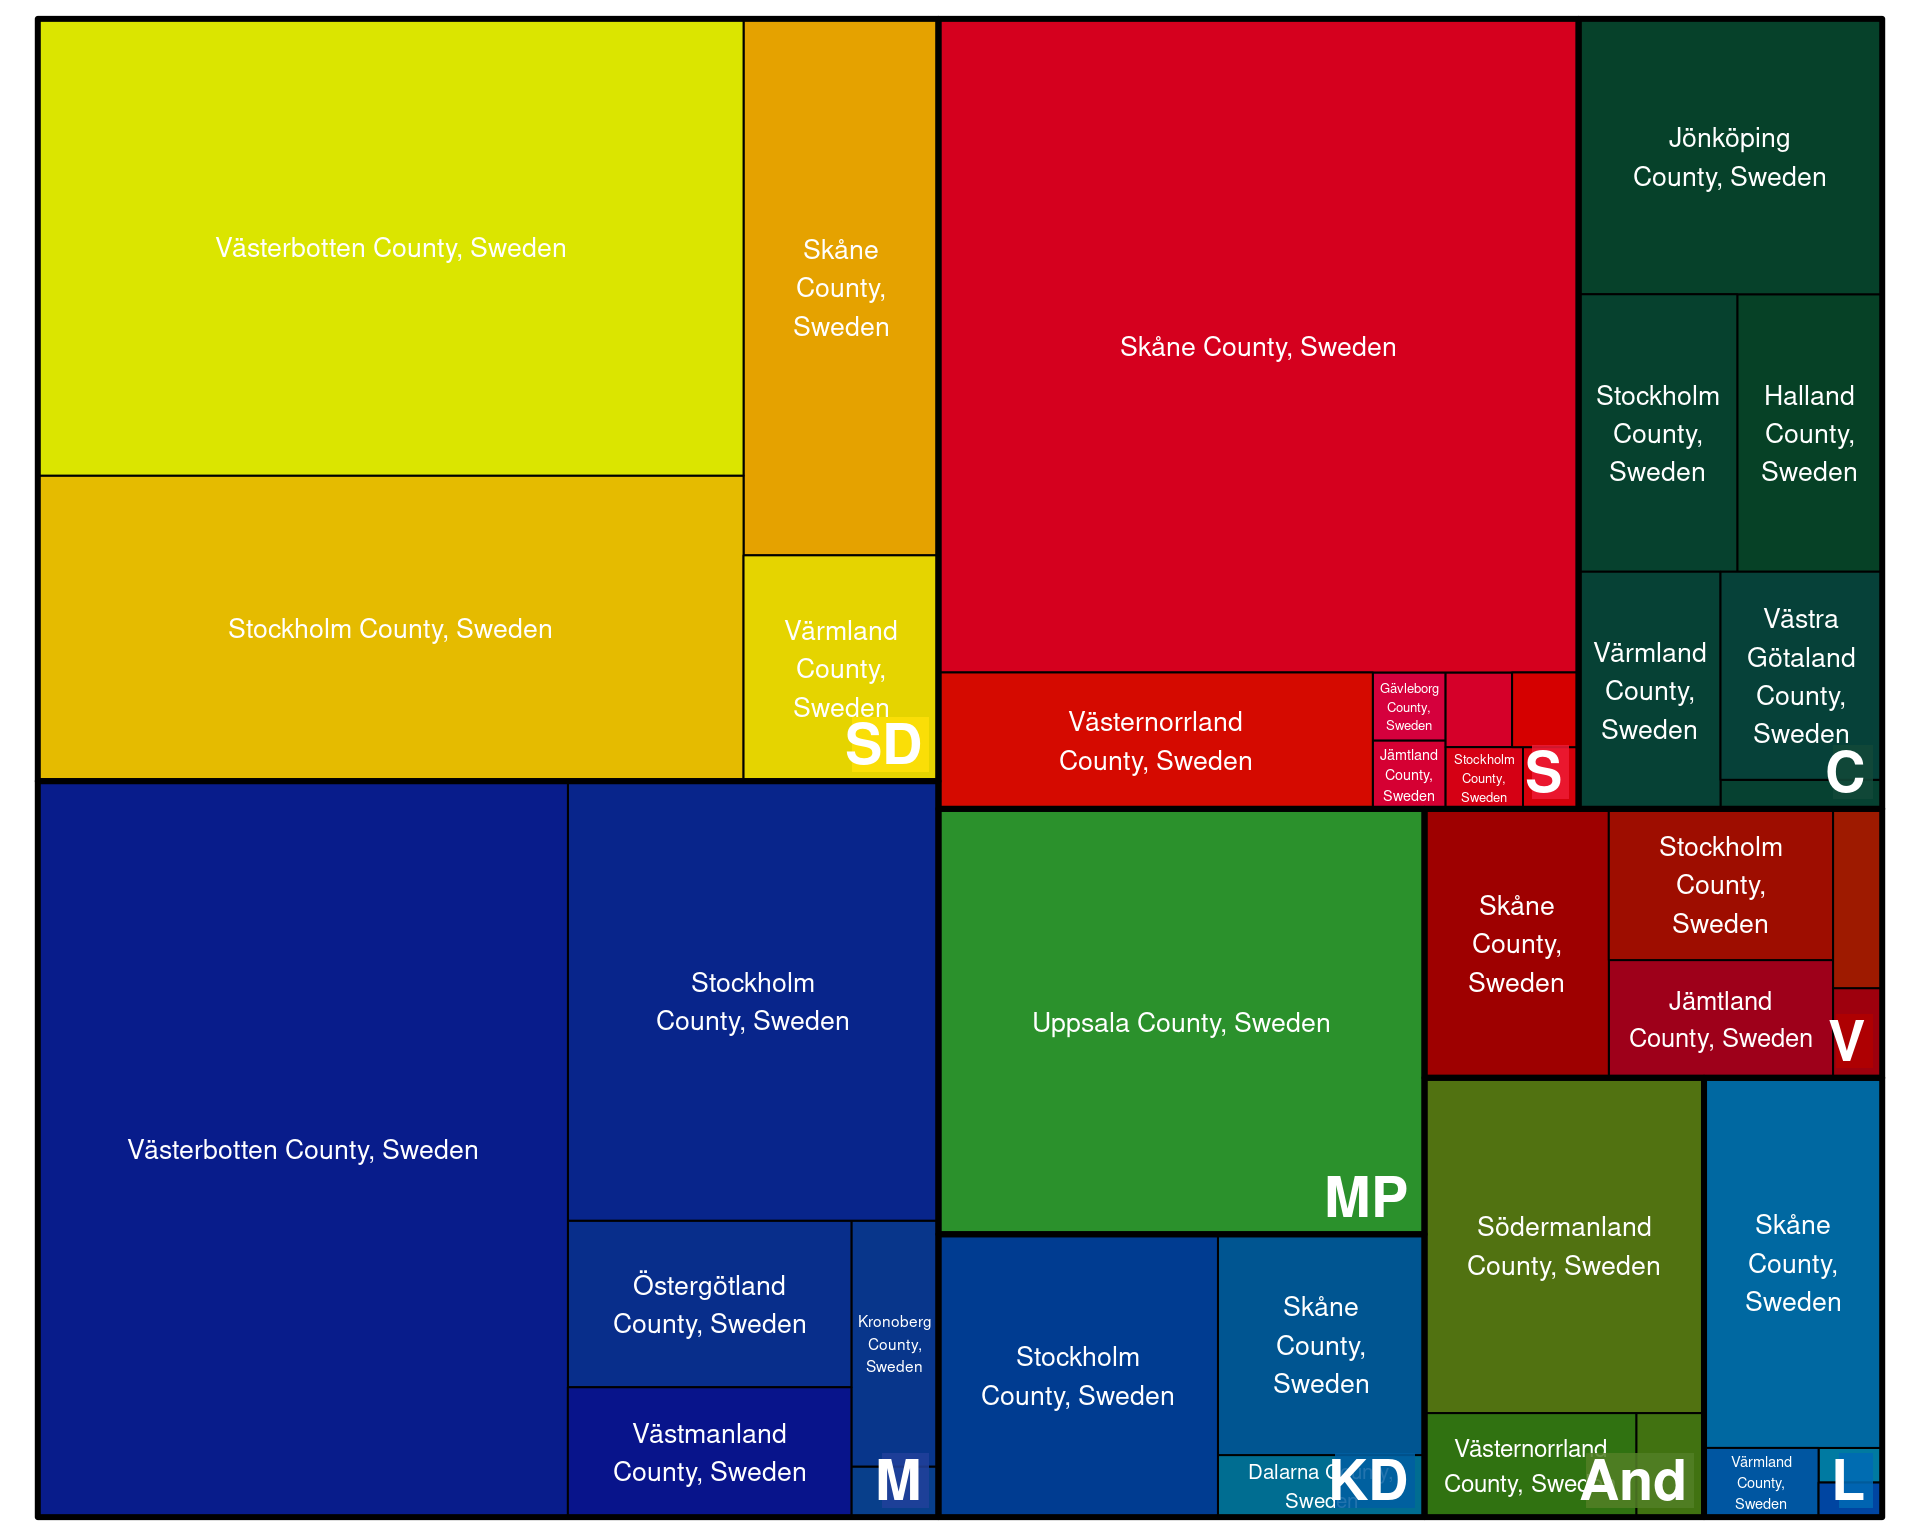 Västerbotten County, Sweden
Skåne
County,
Sweden
Stockholm County, Sweden
Värmland
County,
Sweden
SD
Skåne County, Sweden
Västernorrland
County, Sweden
Gävleborg
County,
Sweden
Jämtland
County,
Sweden
Stockholm
County,
Sweden
S
Jönköping
County, Sweden
Stockholm
County,
Sweden
Halland
County,
Sweden
Värmland
County,
Sweden
Västra
Götaland
County,
Sweden
C
Västerbotten County, Sweden
Stockholm
County, Sweden
Östergötland
County, Sweden
Kronoberg
County,
Sweden
Västmanland
County, Sweden
M
Uppsala County, Sweden
MP
Skåne
County,
Sweden
Stockholm
County,
Sweden
Jämtland
County, Sweden
V
Stockholm
County, Sweden
Skåne
County,
Sweden
Dalarna County,
Sweden
KD
Södermanland
County, Sweden
Västernorrland
County, Sweden
And
Skåne
County,
Sweden
Värmland
County,
Sweden
L